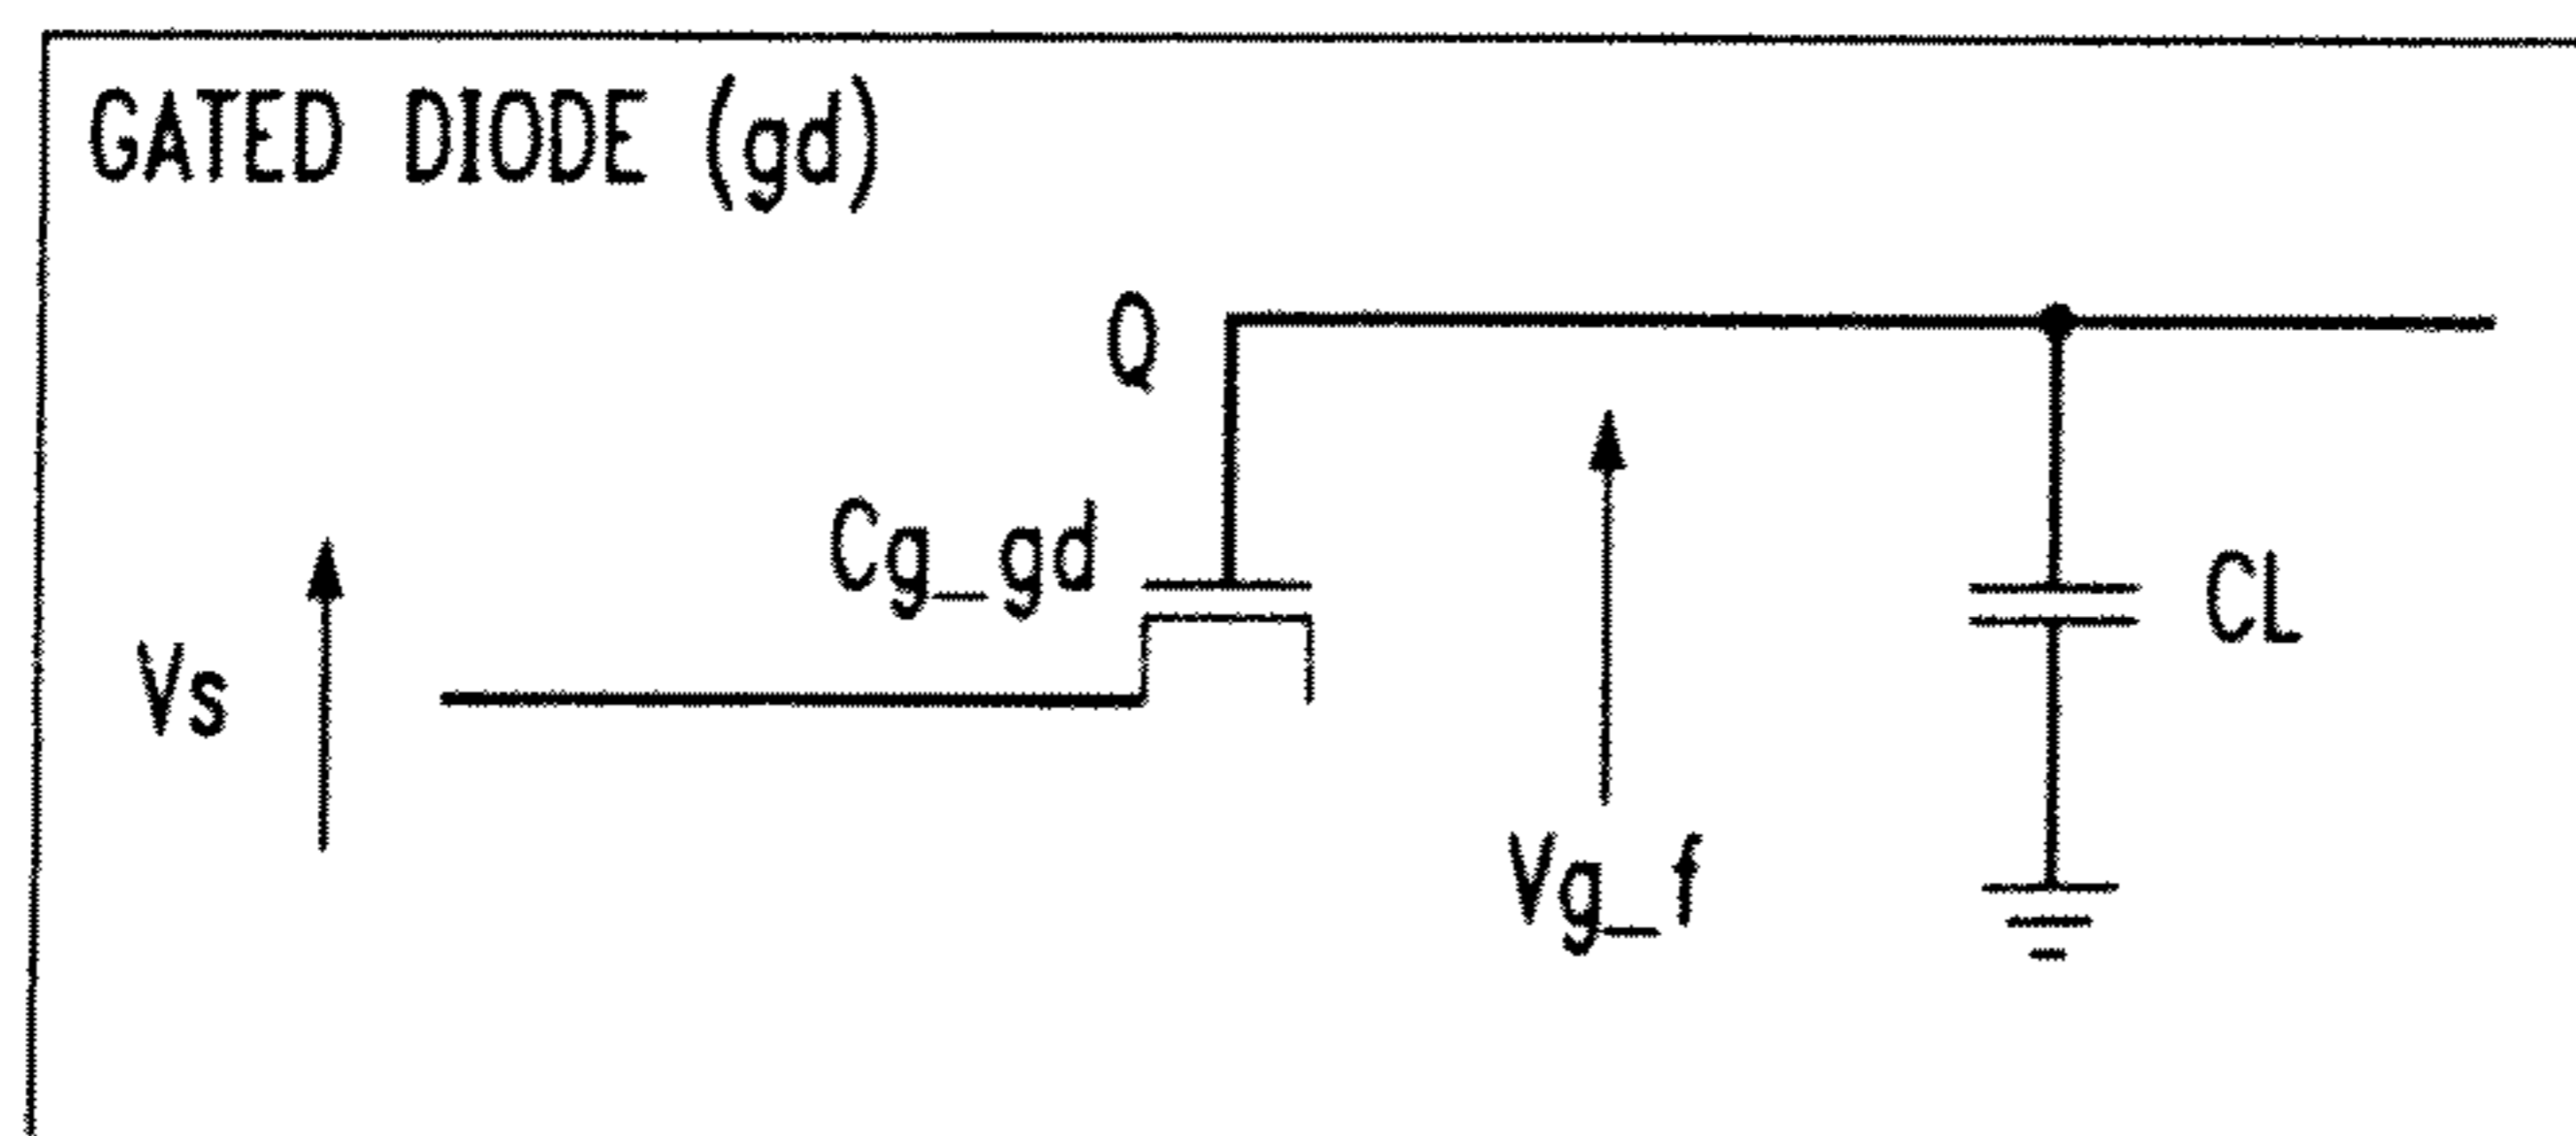 GATED DIODE (gd)
Q
Cg_gd
CL
Vs
Vg_f